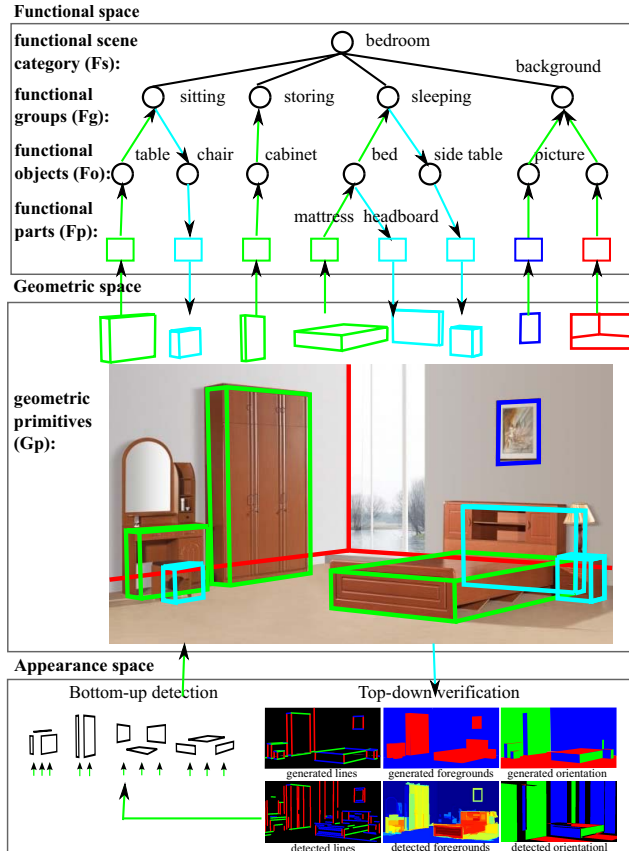 Functional space
functional scene category (Fs):
bedroom
background
functional groups (Fg):
sitting
storing
sleeping
functional objects (Fo):
table
chair
cabinet
bed
side table
picture
functional parts (Fp):
mattress
headboard
Geometric space
geometric primitives (Gp):
Appearance space
Bottom-up detection
Top-down verification
generated lines
generated foregrounds
generated orientation
detected lines
detected foregrounds
detected orientationl